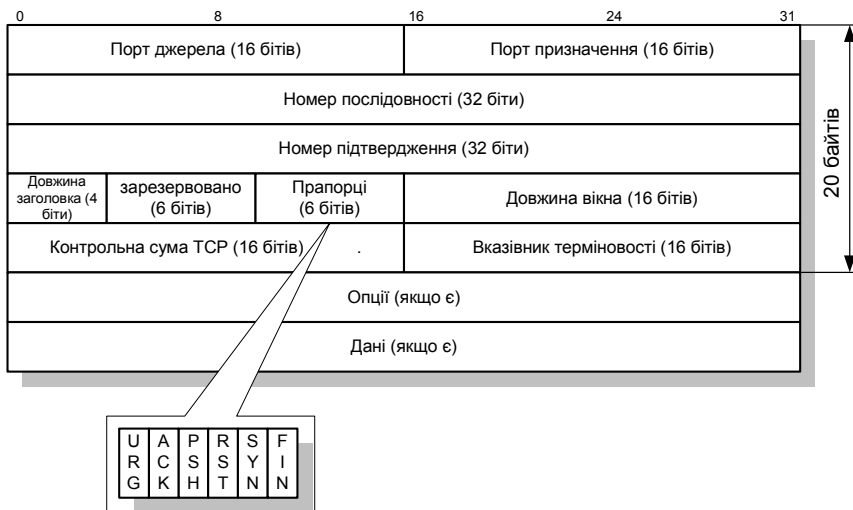 0 8 16 24 31
Порт джерела (16 бітів) Порт призначення (16 бітів)
Номер послідовності (32 біти)
Номер підтвердження (32 біти)
Довжина
заголовка (4
біти)
зарезервовано
(6 бітів)
Прапорці
(6 бітів)
Довжина вікна (16 бітів)
Контрольна сума TCP (16 бітів) . Вказівник терміновості (16 бітів)
Опції (якщо є)
Дані (якщо є)
20 байтів
URG ACK PSH RST SYN FIN